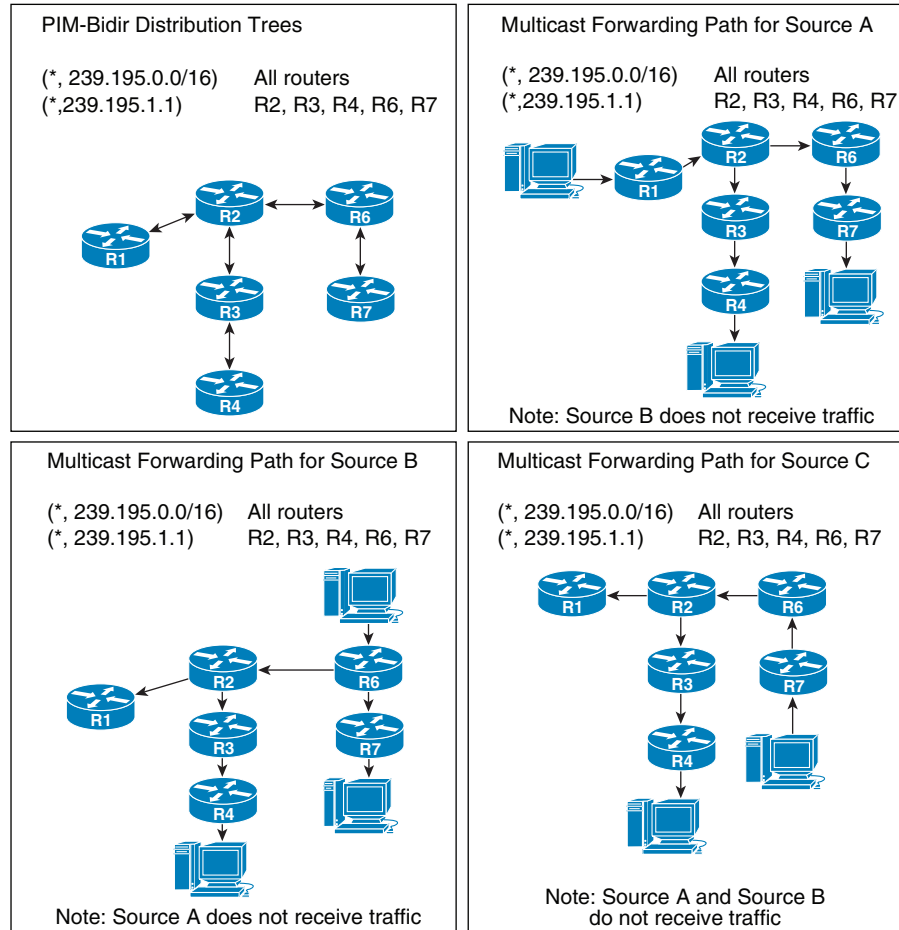 PIM-Bidir Distribution Trees
(*, 239.195.0.0/16) All routers
(*,239.195.1.1) R2, R3, R4, R6, R7
R2
R6
R1
R3
R7
R4
Multicast Forwarding Path for Source A
(*, 239.195.0.0/16) All routers
(*,239.195.1.1) R2, R3, R4, R6, R7
R2
R6
R1
R3
R7
R4
Note: Source B does not receive traffic
Multicast Forwarding Path for Source B
(*, 239.195.0.0/16) All routers
(*, 239.195.1.1) R2, R3, R4, R6, R7
R2
R6
R1
R3
R7
R4
Note: Source A does not receive traffic
Multicast Forwarding Path for Source C
(*, 239.195.0.0/16) All routers
(*, 239.195.1.1) R2, R3, R4, R6, R7
R1
R2
R6
R3
R7
R4
Note: Source A and Source B
do not receive traffic